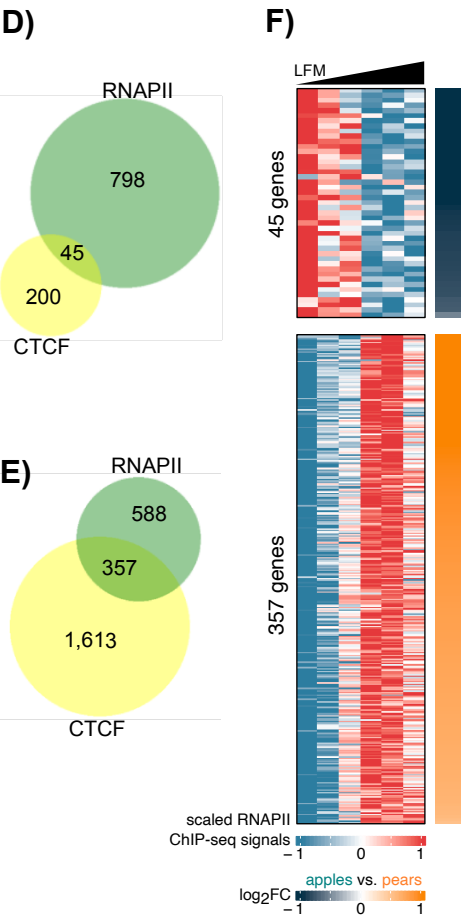 D)
RNAPII
798
45
200
CTCF
E)
RNAPII
588
357
1,613
CTCF
F)
LFM
45 genes
357 genes
scaled RNAPII
ChIP-seq signals
−1 0 1
apples vs. pears
log2FC
−1 0 1